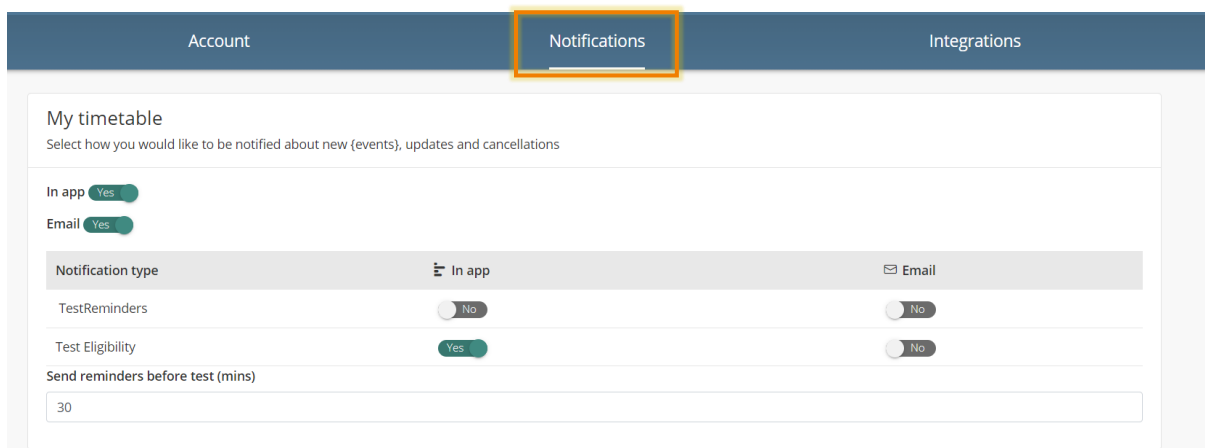 Account Notifications Integrations
My timetable
Select how you would like to be notified about new {events}, updates and cancellations
In app Yes
Email Yes
Notification type In app Email
TestReminders No No
Test Eligibility Yes No
Send reminders before test (mins)
30